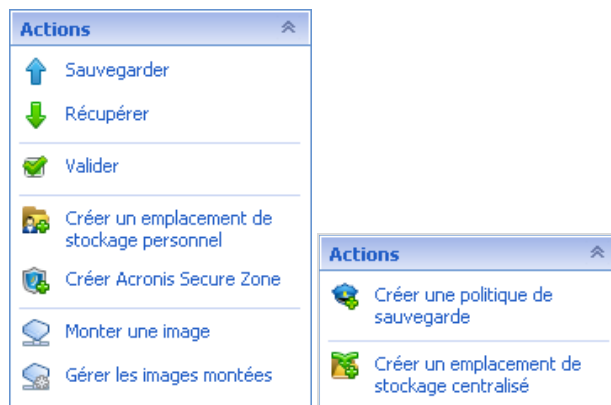 Actions
Sauvegarder
Récupérer
Valider
Créer un emplacement de
stockage personnel
Créer Acronis Secure Zone
Monter une image
Gérer les images montées
Actions
Créer une politique de
sauvegarde
Créer un emplacement de
stockage centralisé